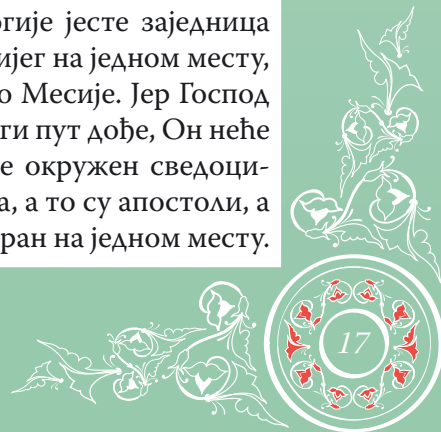 огије јесте заједница
ијег на једном месту,
о Месије. Јер Господ
ги пут дође, Он неће
е окружен сведоци-
а, а то су апостоли, а
ран на једном месту.
17